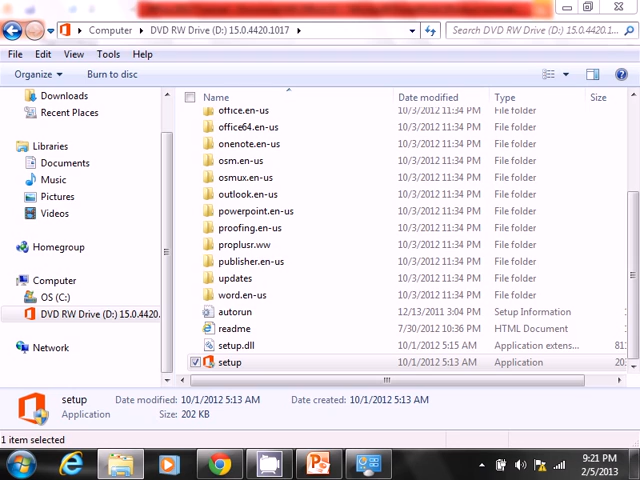 Computer ▸ DVD RW Drive (D:) 15.0.4420.1017 ▸
Search DVD RW Drive (D:) 15.0.4420.1...
File Edit View Tools Help
Organize Burn to disc
Name Date modified Type Size
Downloads
Recent Places
Libraries
Documents
Music
Pictures
Videos
Homegroup
Computer
OS (C:)
DVD RW Drive (D:) 15.0.4420.
Network
office.en-us 10/3/2012 11:34 PM File folder
office64.en-us 10/3/2012 11:34 PM File folder
onenote.en-us 10/3/2012 11:34 PM File folder
osm.en-us 10/3/2012 11:34 PM File folder
osmux.en-us 10/3/2012 11:34 PM File folder
outlook.en-us 10/3/2012 11:34 PM File folder
powerpoint.en-us 10/3/2012 11:34 PM File folder
proofing.en-us 10/3/2012 11:34 PM File folder
proplusr.ww 10/3/2012 11:34 PM File folder
publisher.en-us 10/3/2012 11:34 PM File folder
updates 10/3/2012 11:34 PM File folder
word.en-us 10/3/2012 11:34 PM File folder
autorun 12/13/2011 3:04 PM Setup Information
readme 7/30/2012 10:36 PM HTML Document
setup.dll 10/1/2012 5:15 AM Application extens... 81
setup 10/1/2012 5:13 AM Application 20
setup Date modified: 10/1/2012 5:13 AM Date created: 10/1/2012 5:13 AM
Application Size: 202 KB
1 item selected
9:21 PM
2/5/2013